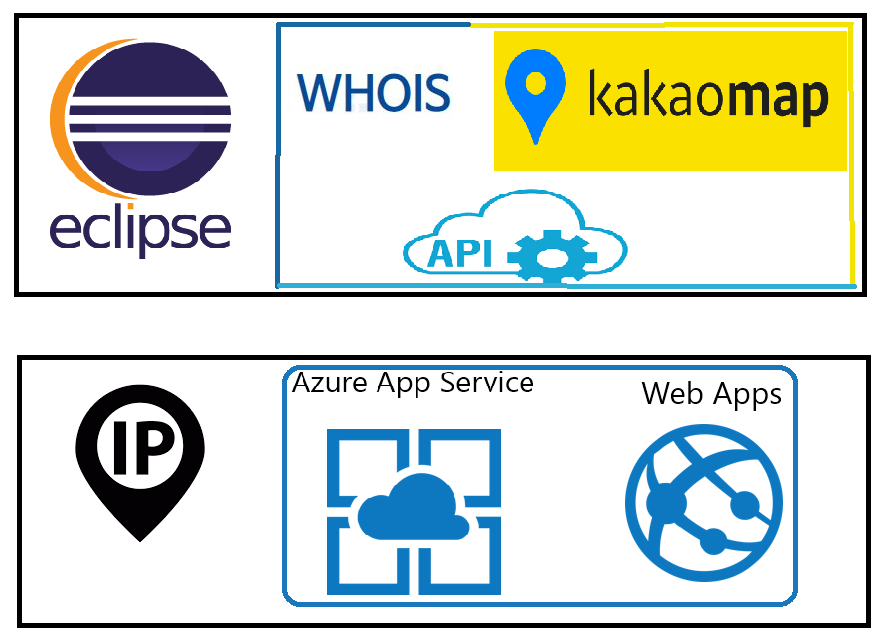 WHOIS
kakaomap
eclipse
API
Azure App Service
Web Apps
IP